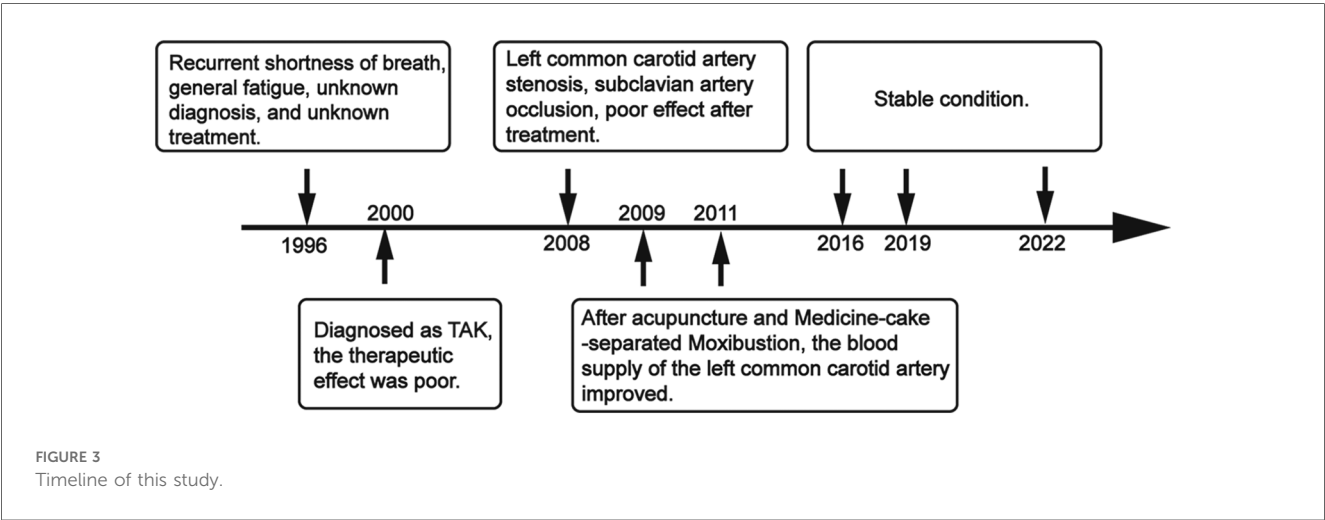 Recurrent shortness of breath,
general fatigue, unknown
diagnosis, and unknown
treatment.
Left common carotid artery
stenosis, subclavian artery
occlusion, poor effect after
treatment.
Stable condition.
2000
2009
2011
1996
2008
2016
2019
2022
Diagnosed as TAK,
the therapeutic
effect was poor.
After acupuncture and Medicine-cake
-separated Moxibustion, the blood
supply of the left common carotid artery
improved.
FIGURE 3
Timeline of this study.